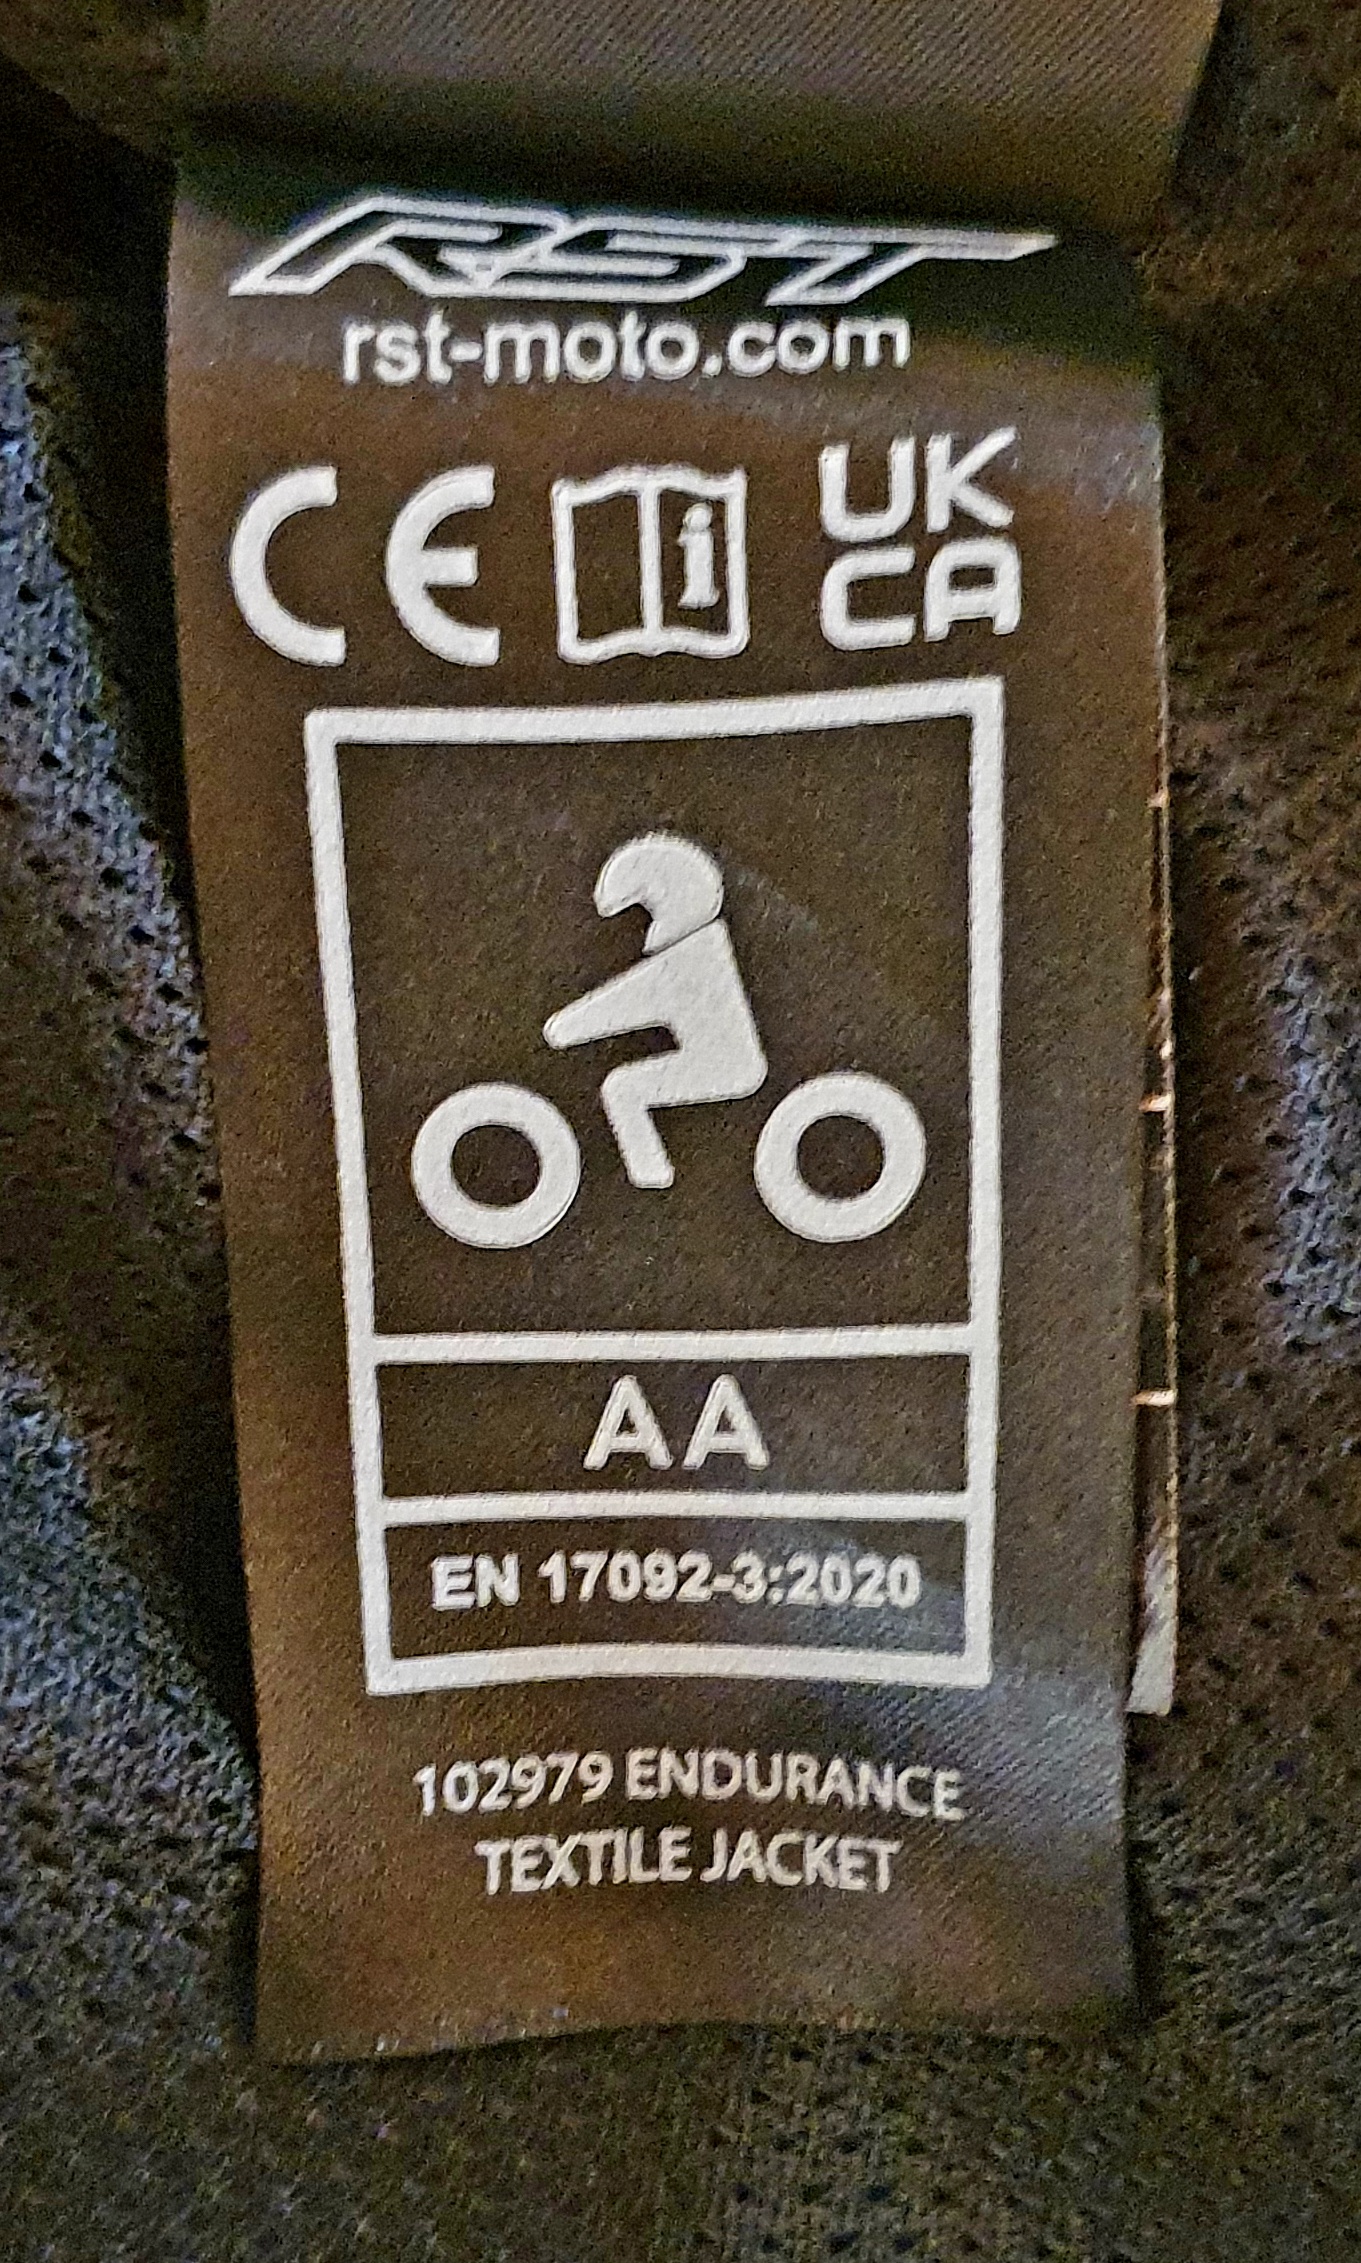 RST
rst-moto.com
CE i UK
CA
AA
EN 17092-3:2020
102979 ENDURANCE
TEXTILE JACKET